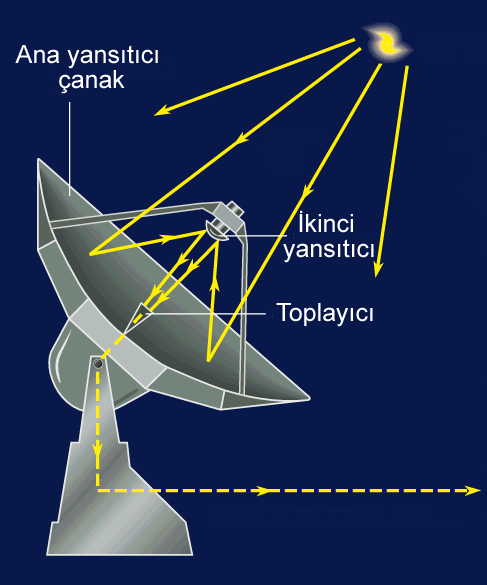 Ana yansıtıcı
çanak
İkinci
yansıtıcı
Toplayıcı